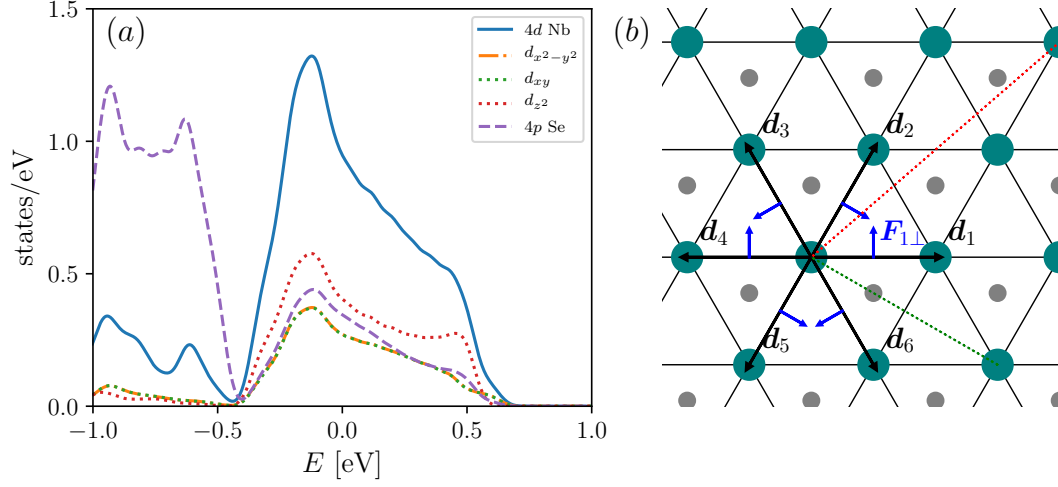 (a)
1.5
1.0
0.5
0.0
states/eV
−1.0 −0.5 0.0 0.5 1.0
E [eV]
4d Nb
d_{x^2−y^2}
d_{xy}
d_{z^2}
4p Se
(b)
d_3 d_2
d_4 F_{1⊥} d_1
d_5 d_6